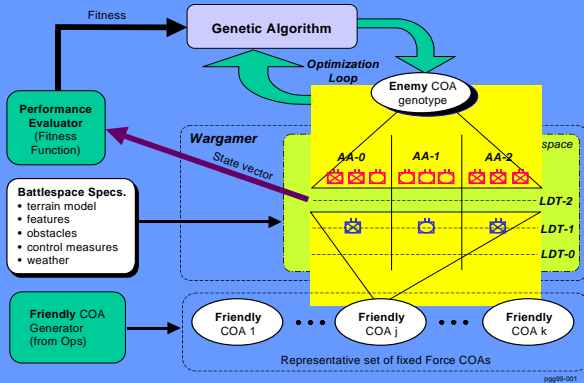 Fitness
Genetic Algorithm
Optimization
Loop
Enemy COA
genotype
Performance
Evaluator
(Fitness
Function)
Wargamer
State vector
space
AA-0
AA-1
AA-2
Battlespace Specs.
• terrain model
• features
• obstacles
• control measures
• weather
LDT-2
LDT-1
LDT-0
Friendly COA
Generator
(from Ops)
Friendly
COA 1
• • •
Friendly
COA j
• • •
Friendly
COA k
Representative set of fixed Force COAs
pgg99-001